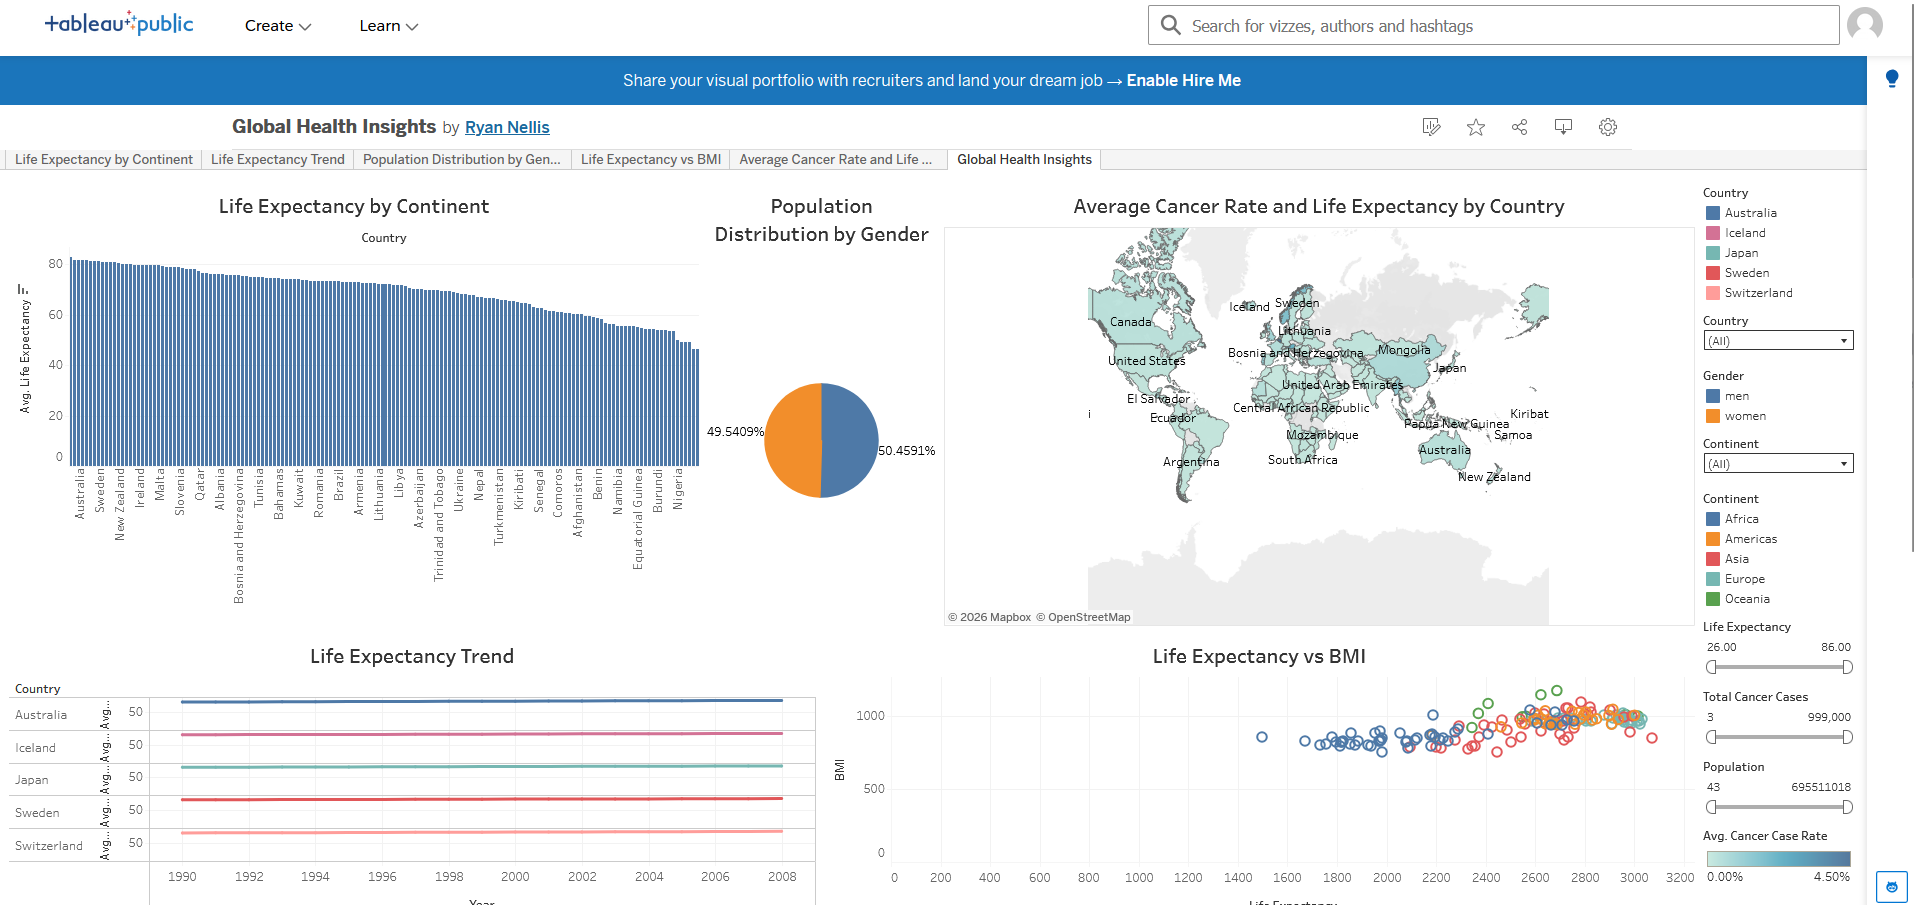 tableau public
Create
Learn
Search for vizzes, authors and hashtags
Share your visual portfolio with recruiters and land your dream job → Enable Hire Me
Global Health Insights by Ryan Nellis
Life Expectancy by Continent
Life Expectancy Trend
Population Distribution by Gen...
Life Expectancy vs BMI
Average Cancer Rate and Life ...
Global Health Insights
Life Expectancy by Continent
Country
Avg. Life Expectancy
80
60
40
20
0
Australia
Sweden
New Zealand
Ireland
Malta
Slovenia
Qatar
Albania
Bosnia and Herzegovina
Tunisia
Bahamas
Kuwait
Romania
Brazil
Armenia
Lithuania
Libya
Azerbaijan
Trinidad and Tobago
Ukraine
Nepal
Turkmenistan
Kiribati
Senegal
Comoros
Afghanistan
Benin
Namibia
Equatorial Guinea
Burundi
Nigeria
Population
Distribution by Gender
49.5409%
50.4591%
Average Cancer Rate and Life Expectancy by Country
Iceland
Sweden
Canada
Lithuania
Bosnia and Herzegovina
Mongolia
United States
Japan
United Arab Emirates
El Salvador
Central African Republic
i
Ecuador
Kiribat
Papua New Guinea
Mozambique
Samoa
Australia
Argentina
South Africa
New Zealand
© 2026 Mapbox © OpenStreetMap
Life Expectancy Trend
Country
Australia
Avg...
50
Iceland
Avg...
50
Japan
Avg...
50
Sweden
Avg...
50
Switzerland
Avg...
50
1990
1992
1994
1996
1998
2000
2002
2004
2006
2008
Year
Life Expectancy vs BMI
BMI
1000
500
0
0
200
400
600
800
1000
1200
1400
1600
1800
2000
2200
2400
2600
2800
3000
3200
Life Expectancy
Country
Australia
Iceland
Japan
Sweden
Switzerland
Country
(All)
Gender
men
women
Continent
(All)
Continent
Africa
Americas
Asia
Europe
Oceania
Life Expectancy
26.00 86.00
Total Cancer Cases
3 999,000
Population
43 695511018
Avg. Cancer Case Rate
0.00% 4.50%